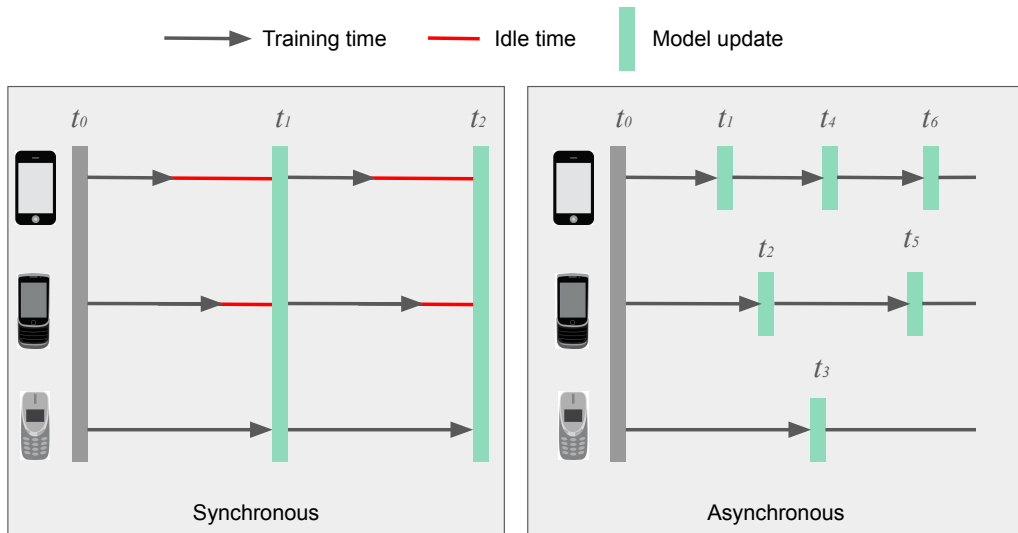 Training time
Idle time
Model update
t0 t1 t2
Synchronous
t0 t1 t4 t6
t2 t5
t3
Asynchronous